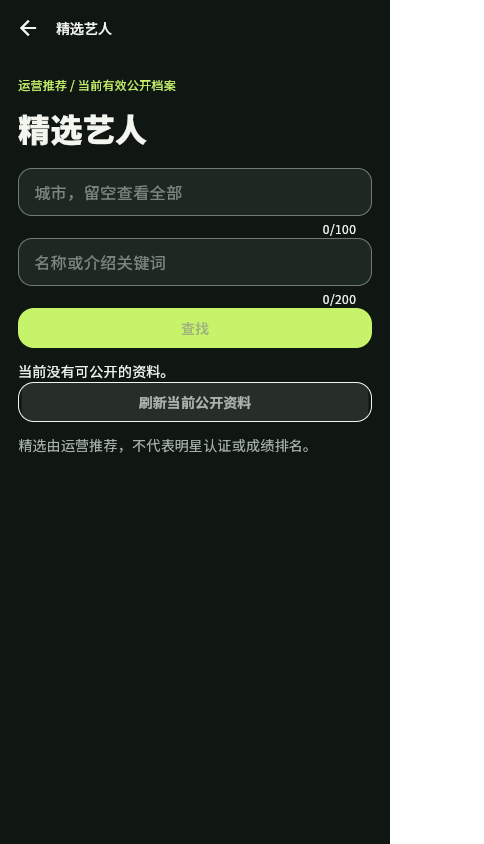 精选艺人
运营推荐 / 当前有效公开档案
精选艺人
城市，留空查看全部
0/100
名称或介绍关键词
0/200
查找
当前没有可公开的资料。
刷新当前公开资料
精选由运营推荐，不代表明星认证或成绩排名。